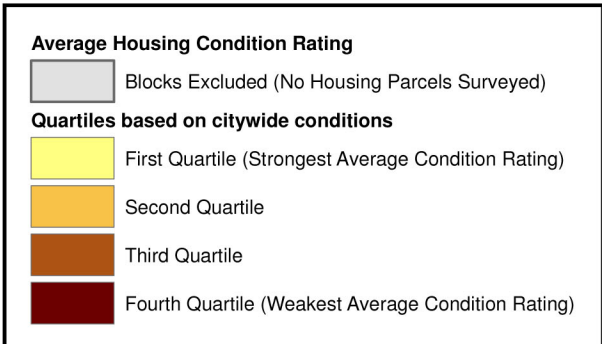 Average Housing Condition Rating
Blocks Excluded (No Housing Parcels Surveyed)
Quartiles based on citywide conditions
First Quartile (Strongest Average Condition Rating)
Second Quartile
Third Quartile
Fourth Quartile (Weakest Average Condition Rating)